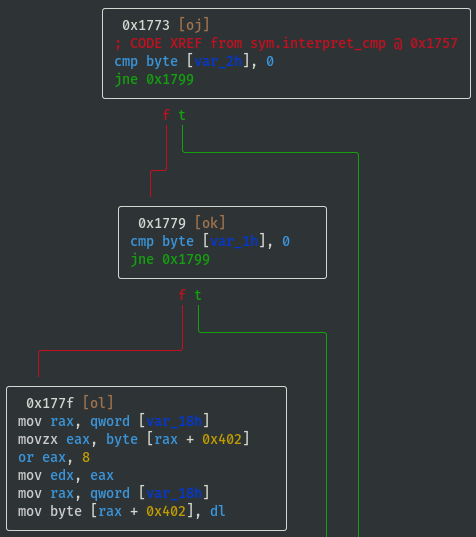 0x1773 [oj]
; CODE XREF from sym.interpret_cmp @ 0x1757
cmp byte [var_2h], 0
jne 0x1799
f t
0x1779 [ok]
cmp byte [var_1h], 0
jne 0x1799
f t
0x177f [ol]
mov rax, qword [var_18h]
movzx eax, byte [rax + 0x402]
or eax, 8
mov edx, eax
mov rax, qword [var_18h]
mov byte [rax + 0x402], dl